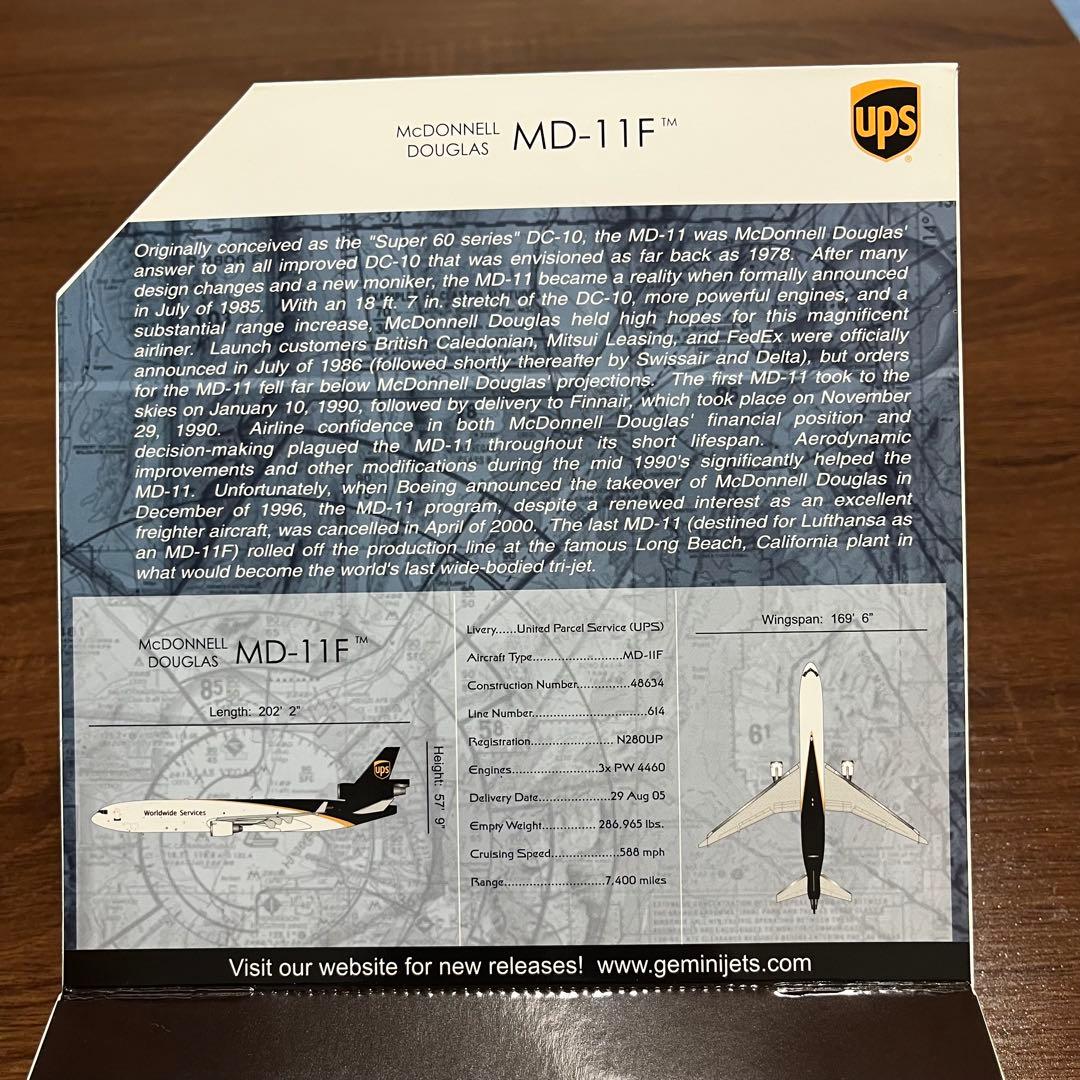 McDONNELL
DOUGLAS MD-11F™
ups
®
Originally conceived as the "Super 60 series" DC-10, the MD-11 was McDonnell Douglas'
answer to an all improved DC-10 that was envisioned as far back as 1978. After many
design changes and a new moniker, the MD-11 became a reality when formally announced
in July of 1985. With an 18 ft. 7 in. stretch of the DC-10, more powerful engines, and a
substantial range increase, McDonnell Douglas held high hopes for this magnificent
airliner. Launch customers British Caledonian, Mitsui Leasing, and FedEx were officially
announced in July of 1986 (followed shortly thereafter by Swissair and Delta), but orders
for the MD-11 fell far below McDonnell Douglas' projections. The first MD-11 took to the
skies on January 10, 1990, followed by delivery to Finnair, which took place on November
29, 1990. Airline confidence in both McDonnell Douglas' financial position and
decision-making plagued the MD-11 throughout its short lifespan. Aerodynamic
improvements and other modifications during the mid 1990's significantly helped the
MD-11. Unfortunately, when Boeing announced the takeover of McDonnell Douglas in
December of 1996, the MD-11 program, despite a renewed interest as an excellent
freighter aircraft, was cancelled in April of 2000. The last MD-11 (destined for Lufthansa as
an MD-11F) rolled off the production line at the famous Long Beach, California plant in
what would become the world's last wide-bodied tri-jet.
McDONNELL
DOUGLAS MD-11F™
Length: 202' 2"
Height: 57' 9"
ups
Worldwide Services
Livery......United Parcel Service (UPS)
Aircraft Type.........................MD-11F
Construction Number...............48634
Line Number................................614
Registration....................... N280UP
Engines........................3x PW 4460
Delivery Date....................29 Aug 05
Empty Weight............. 286,965 lbs.
Cruising Speed...................588 mph
Range............................7,400 miles
Wingspan: 169' 6"
Visit our website for new releases! www.geminijets.com